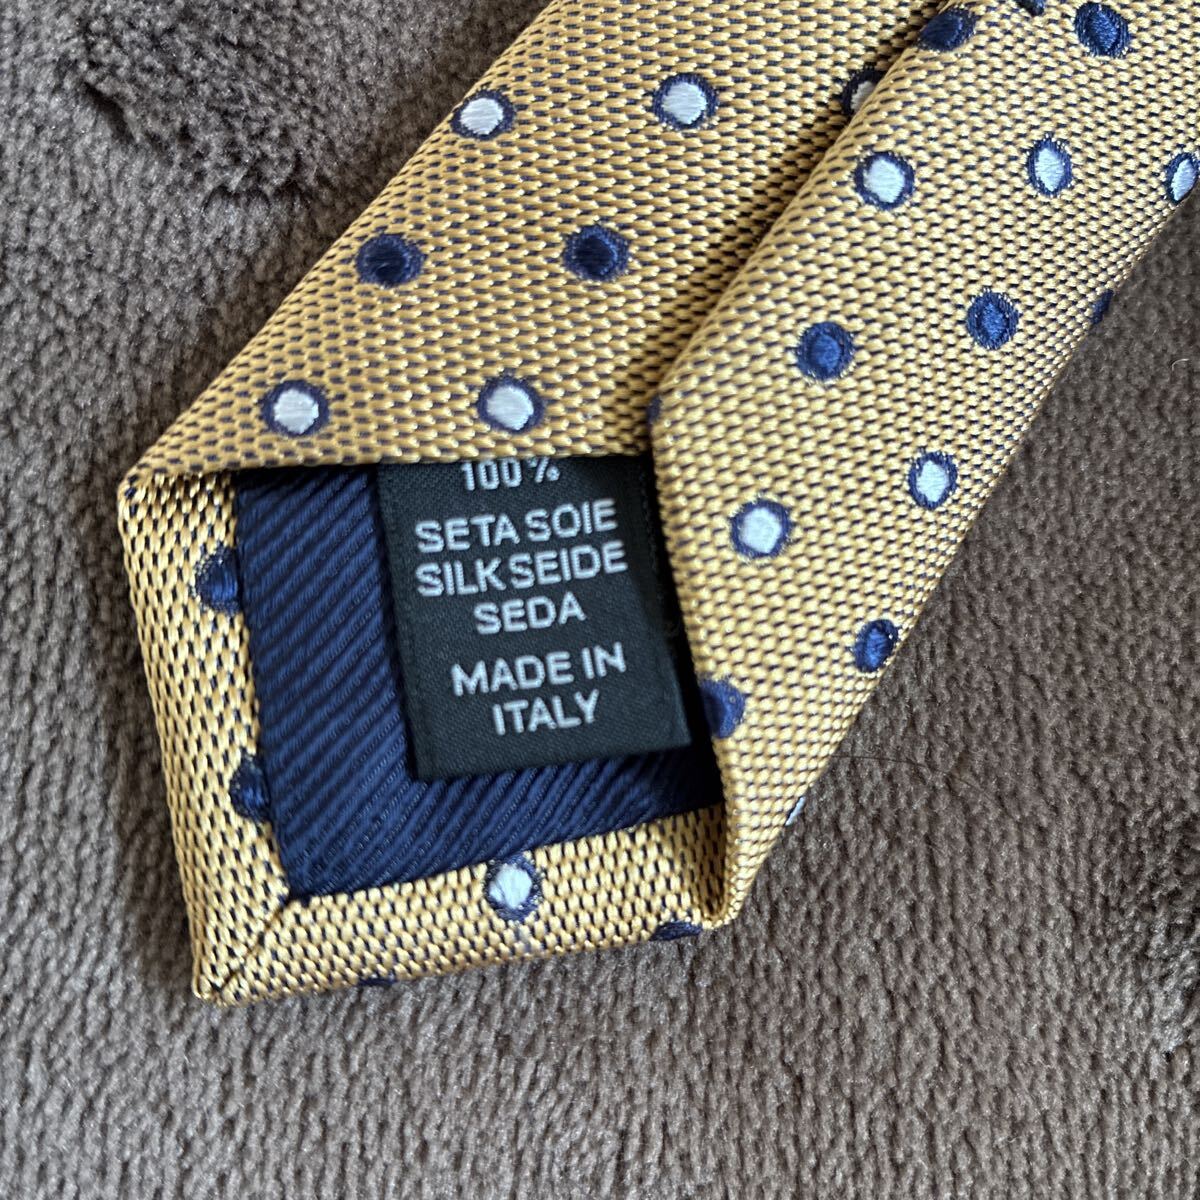 100%
SETA SOIE
SILK SEIDE
SEDA
MADE IN
ITALY